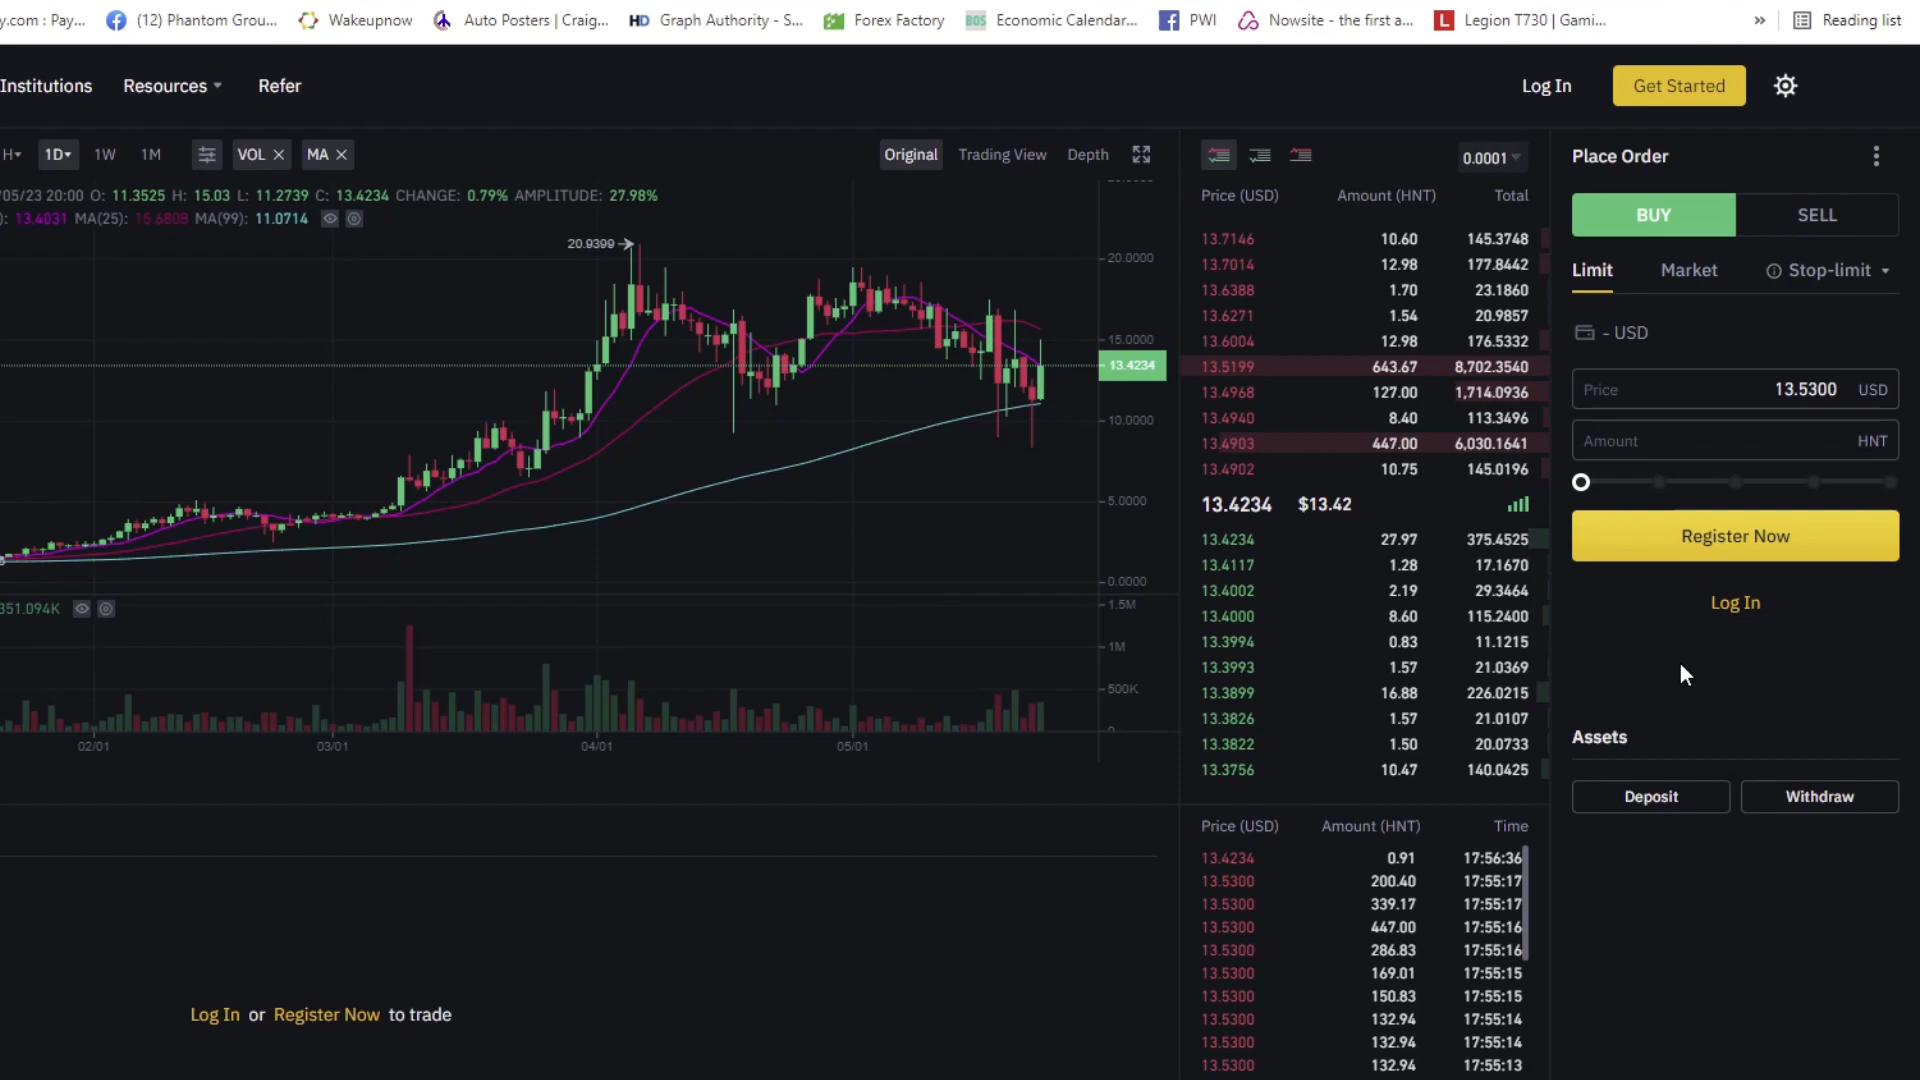 y.com : Pay... (12) Phantom Grou... Wakeupnow Auto Posters | Craig... HD Graph Authority - S... Forex Factory BOS Economic Calendar... PWI Nowsite - the first a... L Legion T730 | Gami... » Reading list
Institutions Resources Refer Log In Get Started
H 1D 1W 1M VOL × MA × Original Trading View Depth
/05/23 20:00 O: 11.3525 H: 15.03 L: 11.2739 C: 13.4234 CHANGE: 0.79% AMPLITUDE: 27.98%
): 13.4031 MA(25): 15.6808 MA(99): 11.0714
20.9399
20.0000
15.0000
13.4234
10.0000
5.0000
0.0000
351.094K
1.5M
1M
500K
0
02/01 03/01 04/01 05/01
Log In or Register Now to trade
0.0001
Price (USD) Amount (HNT) Total
13.7146 10.60 145.3748
13.7014 12.98 177.8442
13.6388 1.70 23.1860
13.6271 1.54 20.9857
13.6004 12.98 176.5332
13.5199 643.67 8,702.3540
13.4968 127.00 1,714.0936
13.4940 8.40 113.3496
13.4903 447.00 6,030.1641
13.4902 10.75 145.0196
13.4234 $13.42
13.4234 27.97 375.4525
13.4117 1.28 17.1670
13.4002 2.19 29.3464
13.4000 8.60 115.2400
13.3994 0.83 11.1215
13.3993 1.57 21.0369
13.3899 16.88 226.0215
13.3826 1.57 21.0107
13.3822 1.50 20.0733
13.3756 10.47 140.0425
Price (USD) Amount (HNT) Time
13.4234 0.91 17:56:36
13.5300 200.40 17:55:17
13.5300 339.17 17:55:17
13.5300 447.00 17:55:16
13.5300 286.83 17:55:16
13.5300 169.01 17:55:15
13.5300 150.83 17:55:15
13.5300 132.94 17:55:14
13.5300 132.94 17:55:14
13.5300 132.94 17:55:13
Place Order
BUY SELL
Limit Market Stop-limit
- USD
Price 13.5300 USD
Amount HNT
Register Now
Log In
Assets
Deposit Withdraw